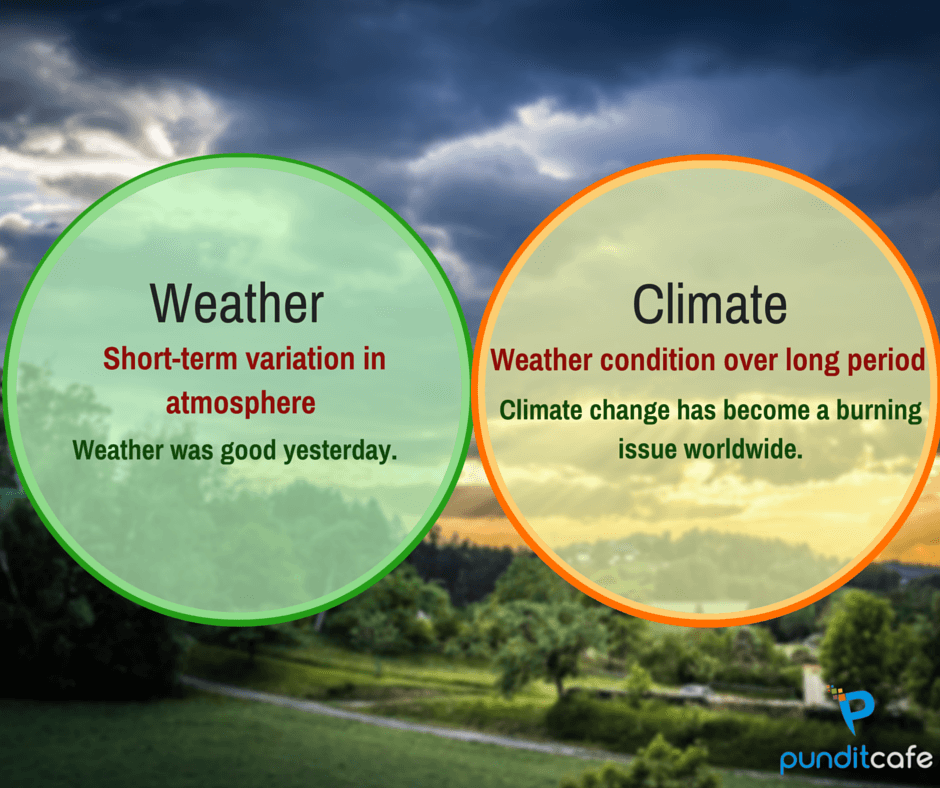 Weather
Short-term variation in
atmosphere
Weather was good yesterday.
Climate
Weather condition over long period
Climate change has become a burning
issue worldwide.
punditcafe